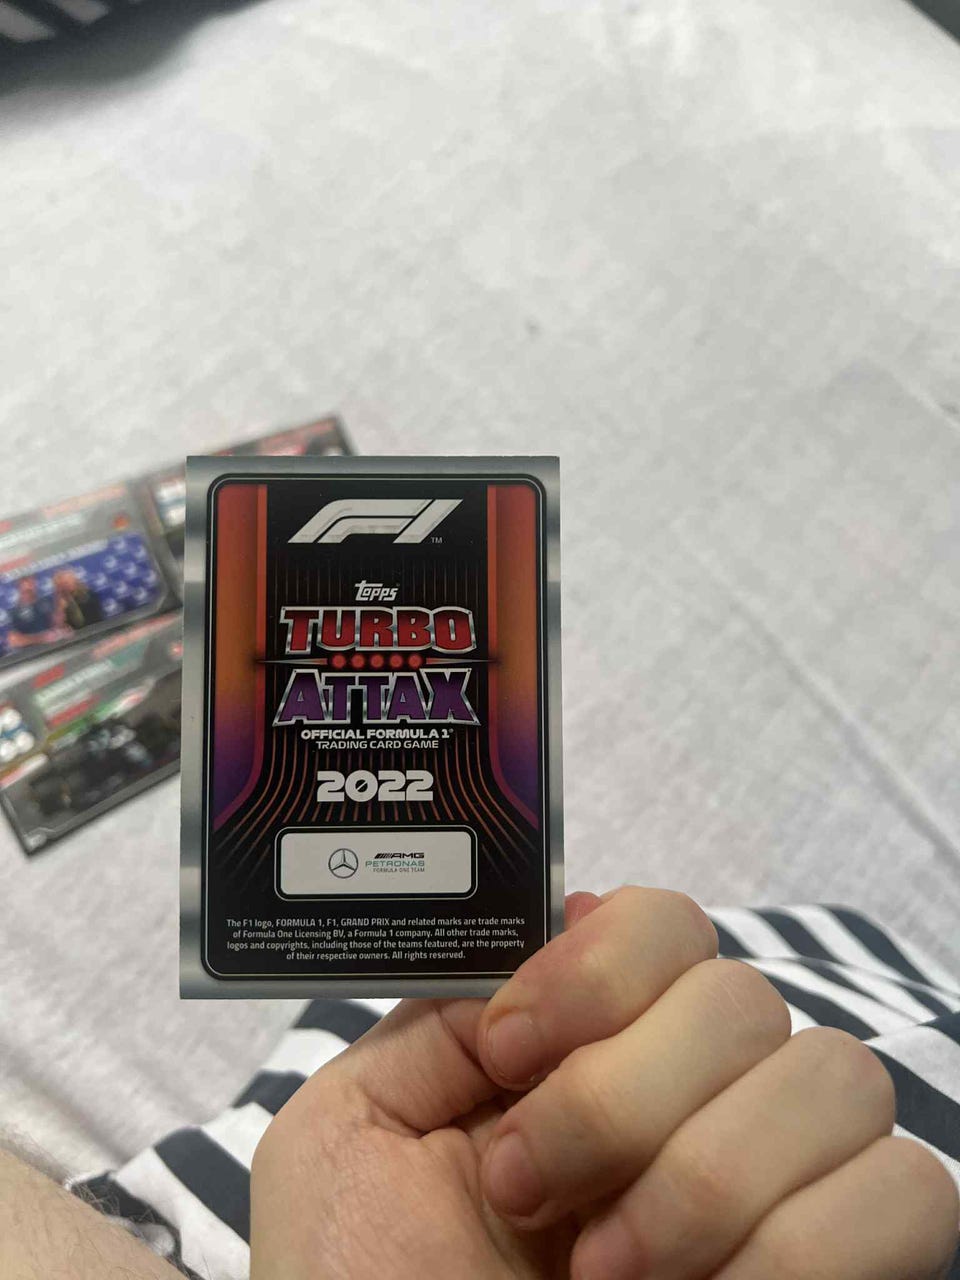 F1 TM
Topps
TURBO
ATTAX
OFFICIAL FORMULA 1®
TRADING CARD GAME
2022
AMG
PETRONAS
FORMULA ONE TEAM
The F1 logo, FORMULA 1, F1, GRAND PRIX and related marks are trade marks
of Formula One Licensing BV, a Formula 1 company. All other trade marks,
logos and copyrights, including those of the teams featured, are the property
of their respective owners. All rights reserved.